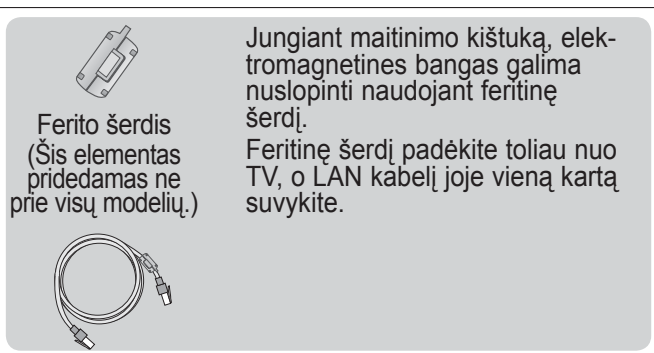 Ferito šerdis
(Šis elementas
pridedamas ne
prie visų modelių.)
Jungiant maitinimo kištuką, elek-
tromagnetines bangas galima
nuslopinti naudojant feritinę
šerdį.
Feritinę šerdį padėkite toliau nuo
TV, o LAN kabelį joje vieną kartą
suvykite.